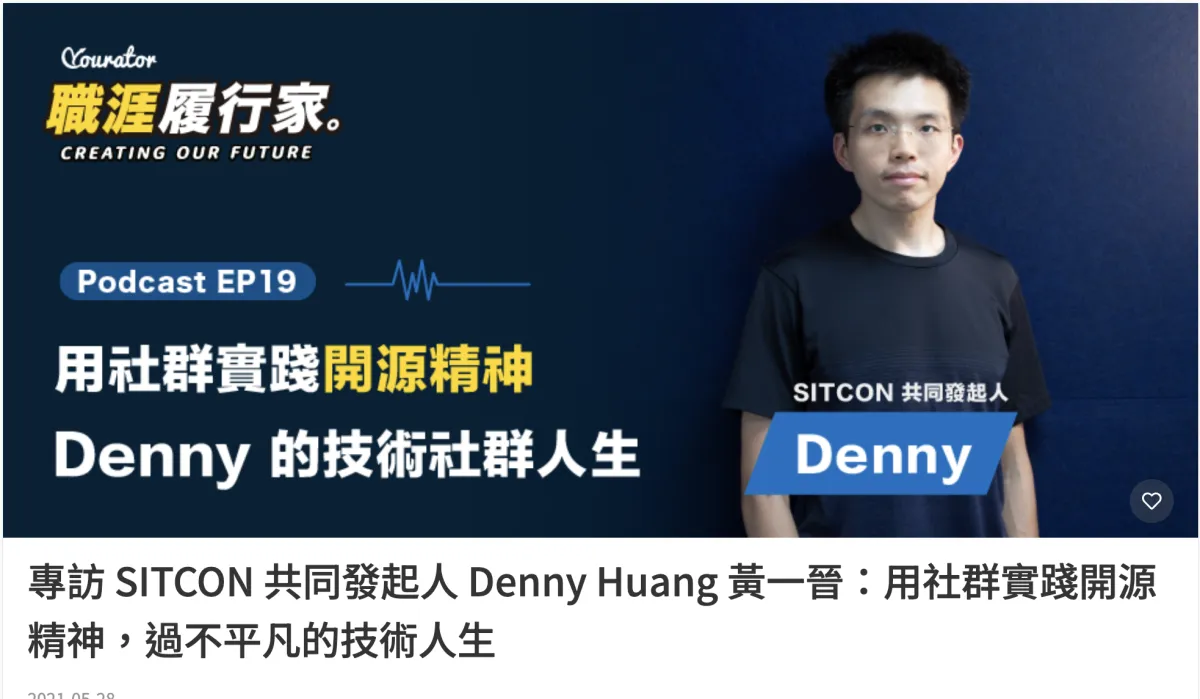 Yourator
職涯履行家。
CREATING OUR FUTURE
Podcast EP19
用社群實踐開源精神
Denny 的技術社群人生
SITCON 共同發起人
Denny
專訪 SITCON 共同發起人 Denny Huang 黃一晉：用社群實踐開源
精神，過不平凡的技術人生
2021-05-28